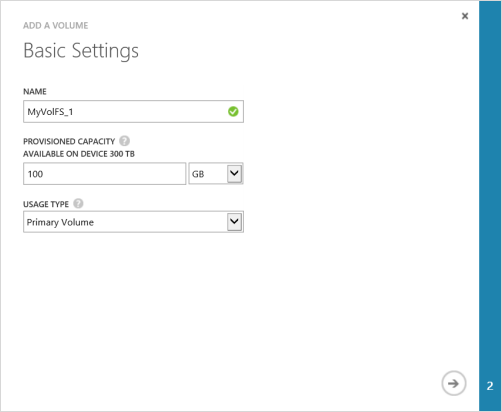 ADD A VOLUME
Basic Settings
NAME
MyVolFS_1
PROVISIONED CAPACITY ?
AVAILABLE ON DEVICE 300 TB
100 GB
USAGE TYPE ?
Primary Volume
2